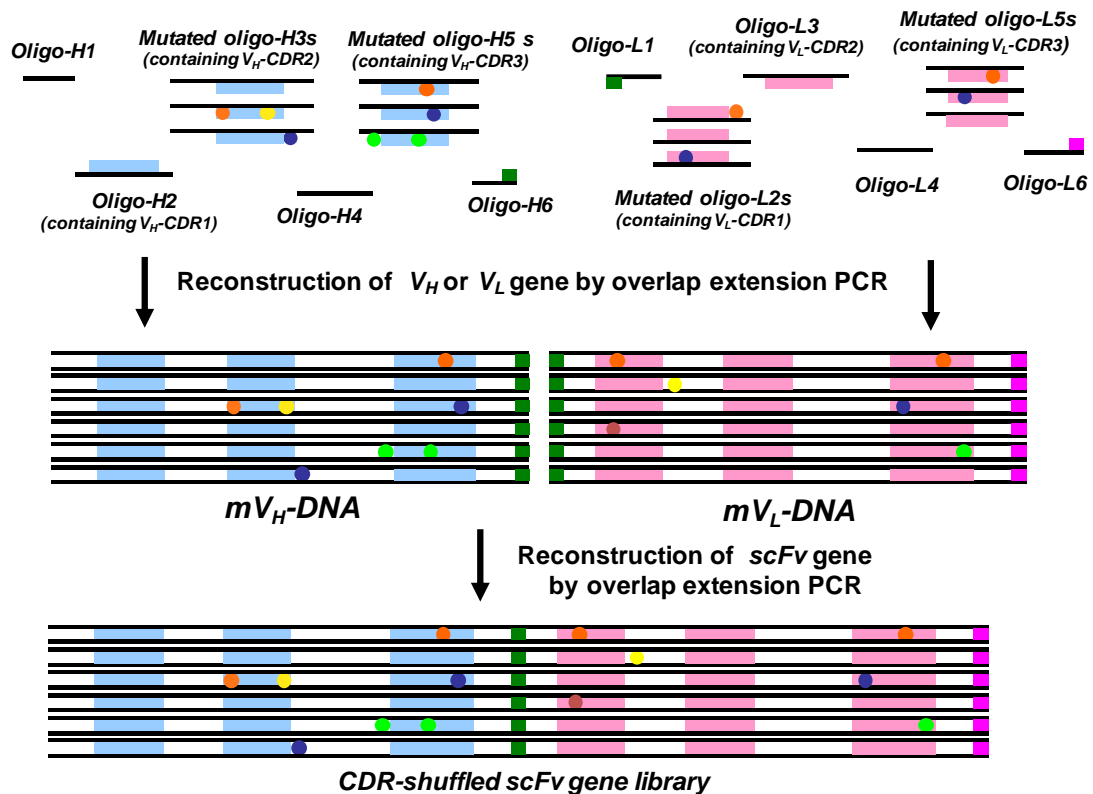 Oligo-H1
Mutated oligo-H3s
(containing VH-CDR2)
Mutated oligo-H5 s
(containing VH-CDR3)
Oligo-L1
Oligo-L3
(containing VL-CDR2)
Mutated oligo-L5s
(containing VL-CDR3)
Oligo-H2
(containing VH-CDR1)
Oligo-H4
Oligo-H6
Mutated oligo-L2s
(containing VL-CDR1)
Oligo-L4
Oligo-L6
Reconstruction of VH or VL gene by overlap extension PCR
mVH-DNA
mVL-DNA
Reconstruction of scFv gene
by overlap extension PCR
CDR-shuffled scFv gene library